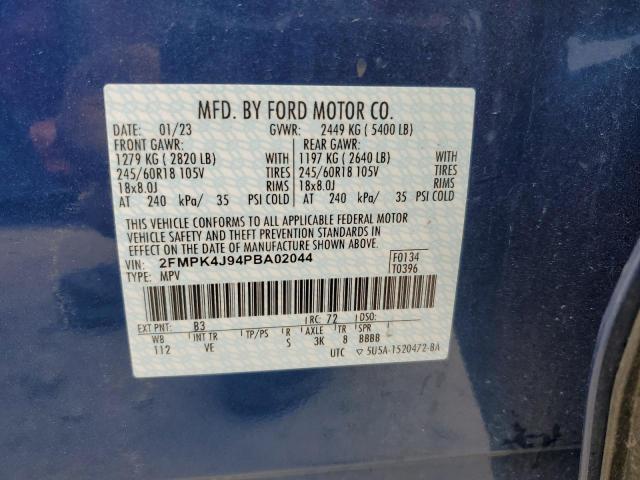 MFD. BY FORD MOTOR CO.
DATE: 01/23 GVWR: 2449 KG ( 5400 LB)
FRONT GAWR: REAR GAWR:
1279 KG ( 2820 LB) WITH 1197 KG ( 2640 LB) WITH
245/60R18 105V TIRES 245/60R18 105V TIRES
18x8.0J RIMS 18x8.0J RIMS
AT 240 kPa/ 35 PSI COLD AT 240 kPa/ 35 PSI COLD
THIS VEHICLE CONFORMS TO ALL APPLICABLE FEDERAL MOTOR
VEHICLE SAFETY AND THEFT PREVENTION STANDARDS IN
EFFECT ON THE DATE OF MANUFACTURE SHOWN ABOVE.
VIN: 2FMPK4J94PBA02044 F0134
TYPE: MPV T0396
EXT PNT: B3 RC: 72 DSO:
WB INT TR TP/PS R AXLE TR SPR
112 VE S 3K 8 BBBB
UTC 5U5A-1520472-BA